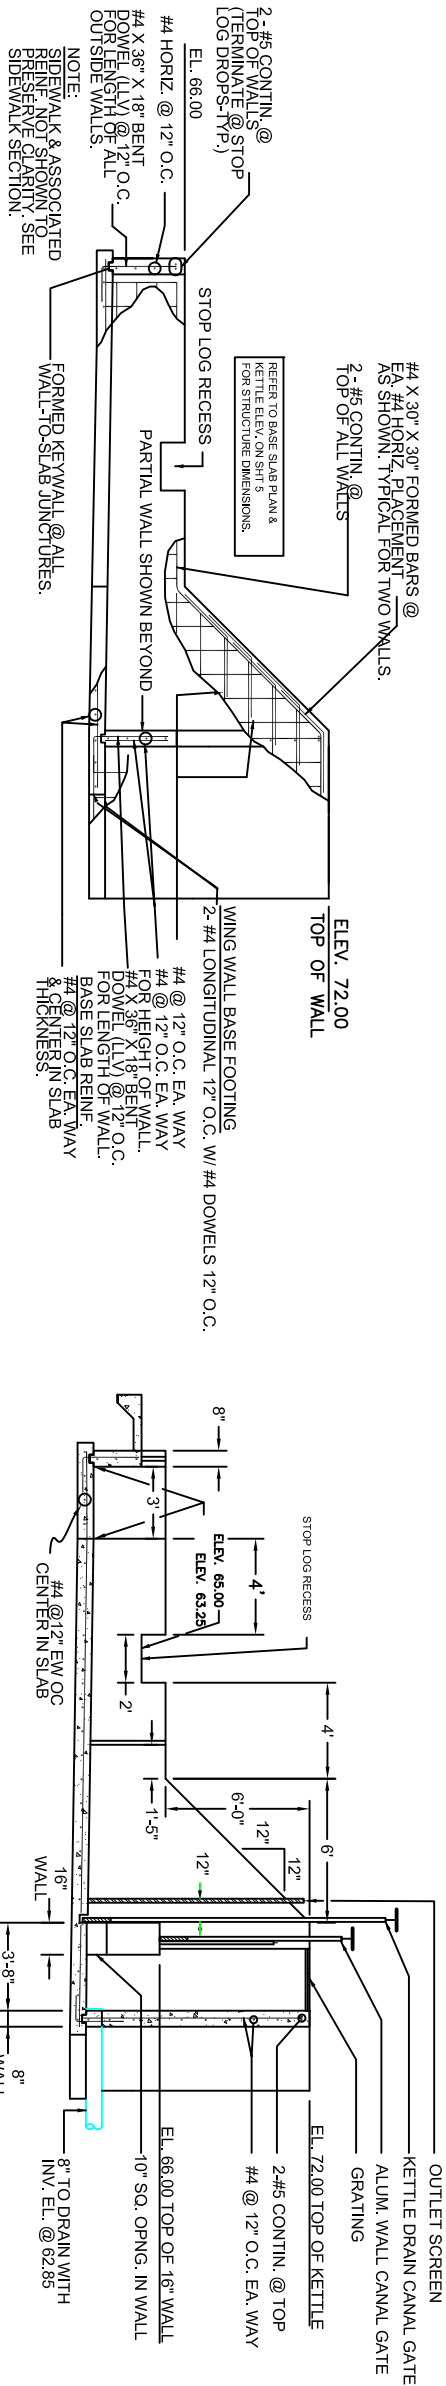 2 - #5 CONTIN. @
TOP OF WALLS
(TERMINATE @ STOP
LOG DROPS-TYP.)
EL. 66.00
#4 HORIZ. @ 12" O.C.
#4 X 36" X 18" BENT
DOWEL (LLV) @ 12" O.C.
FOR LENGTH OF ALL
OUTSIDE WALLS.
NOTE:
SIDEWALK & ASSOCIATED
REINF. NOT SHOWN TO
PRESERVE CLARITY. SEE
SIDEWALK SECTION.
#4 X 30" X 30" FORMED BARS @
EA. #4 HORIZ. PLACEMENT
AS SHOWN. TYPICAL FOR TWO WALLS.
2 - #5 CONTIN. @
TOP OF ALL WALLS
REFER TO BASE SLAB PLAN &
KETTLE ELEV. ON SHT 5
FOR STRUCTURE DIMENSIONS.
STOP LOG RECESS
PARTIAL WALL SHOWN BEYOND
FORMED KEYWALL @ ALL
WALL-TO-SLAB JUNCTURES.
ELEV. 72.00
TOP OF WALL
WING WALL BASE FOOTING
2- #4 LONGITUDINAL 12" O.C. W/ #4 DOWELS 12" O.C.
#4 @ 12" O.C. EA. WAY
#4 @ 12" O.C. EA. WAY
FOR HEIGHT OF WALL.
#4 X 36" X 18" BENT
DOWEL (LLV) @ 12" O.C.
FOR LENGTH OF WALL.
BASE SLAB REINF.
#4 @ 12" O.C. EA. WAY
& CENTER IN SLAB
THICKNESS.
8"
3'
STOP LOG RECESS
4'
ELEV. 65.00
ELEV. 63.25
2'
4'
6'
6'-0"
1'-5"
12"
12"
12"
#4 @12" EW OC
CENTER IN SLAB
16"
WALL
3'-8"
8"
OUTLET SCREEN
KETTLE DRAIN CANAL GATE
ALUM. WALL CANAL GATE
GRATING
EL. 72.00 TOP OF KETTLE
2-#5 CONTIN. @ TOP
#4 @ 12" O.C. EA. WAY
EL. 66.00 TOP OF 16" WALL
10" SQ. OPNG. IN WALL
8" TO DRAIN WITH
INV. EL. @ 62.85